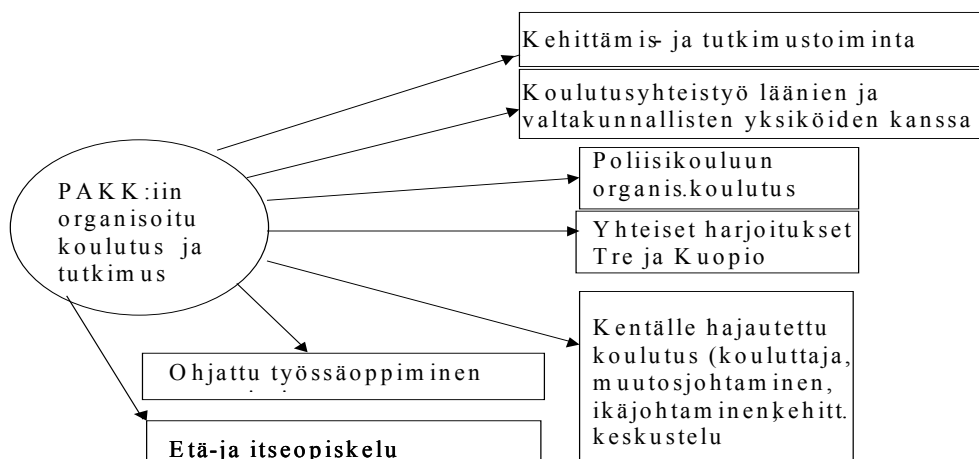 Kehittämis- ja tutkimustoiminta
Koulutusyhteistyö läänien ja
valtakunnallisten yksiköiden kanssa
Poliisikouluun
organis.koulutus
PAKK:iin
organisoitu
koulutus ja
tutkimus
Yhteiset harjoitukset
Tre ja Kuopio
Kentälle hajautettu
koulutus (kouluttaja,
muutosjohtaminen,
ikäjohtaminen,kehitt.
keskustelu
Ohjattu työssäoppiminen
Etä-ja itseopiskelu